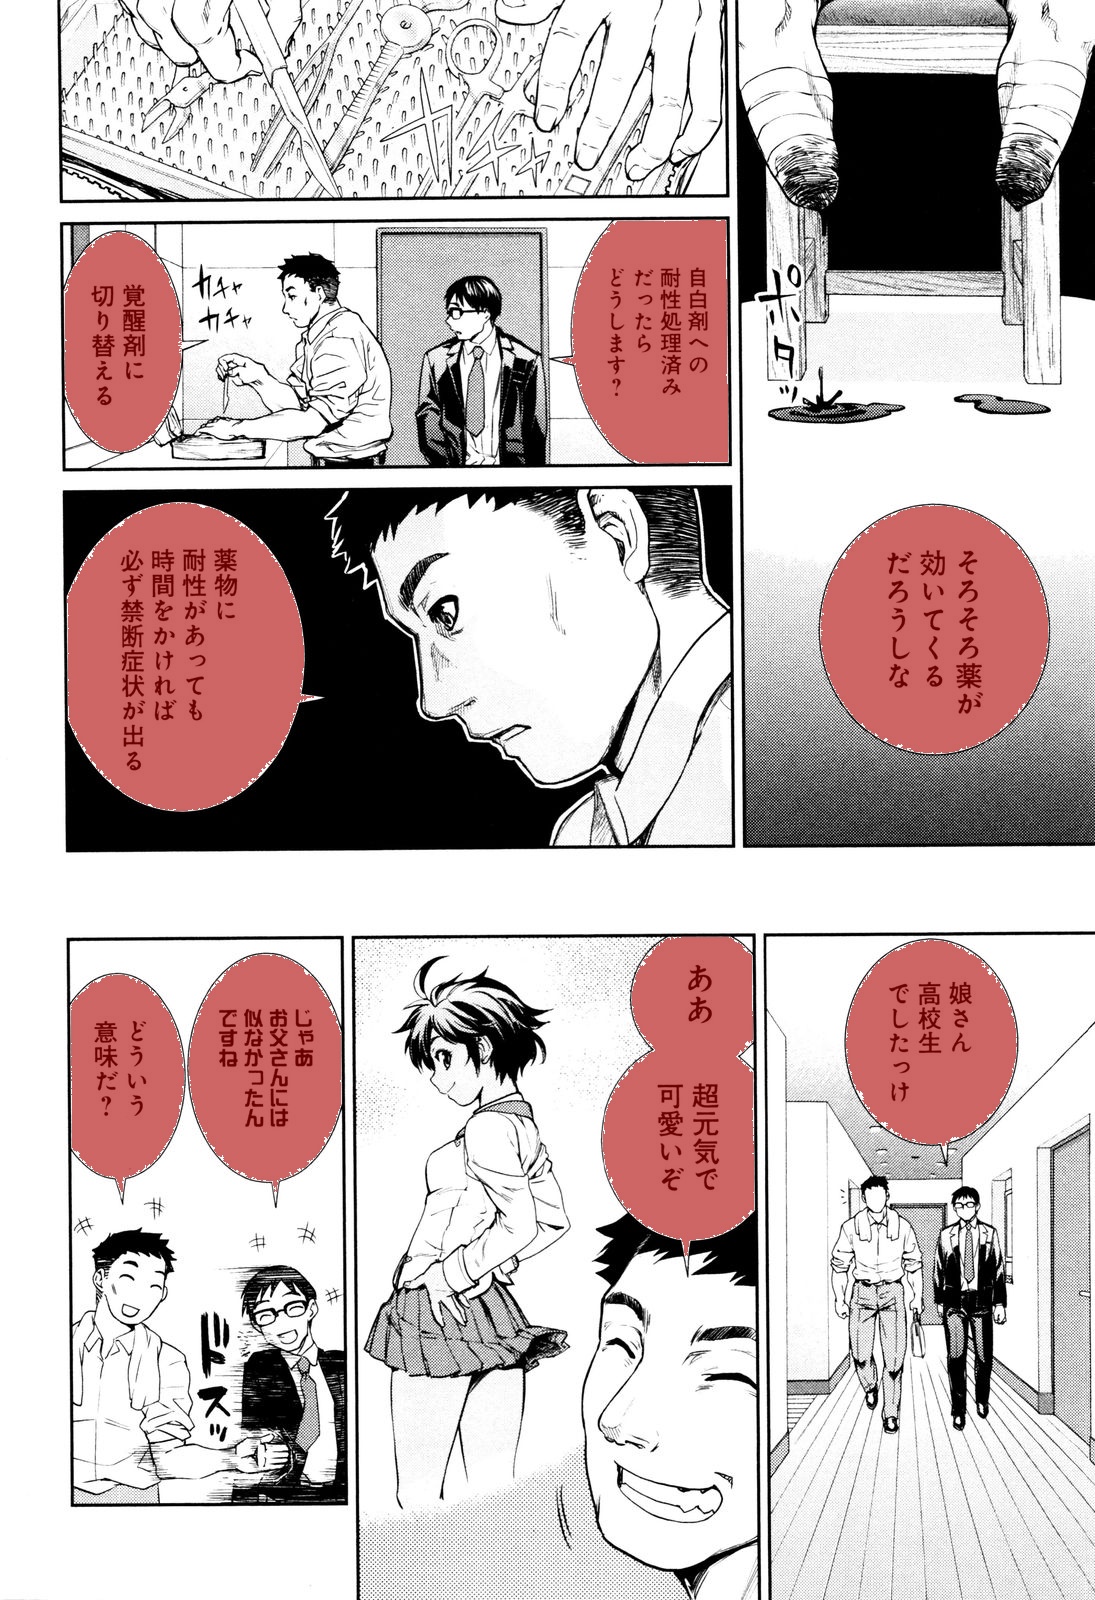 ガチャ
ガチャ
ポタッ
そろそろ薬が
効いてくる
だろうしな
自白剤への
耐性処理済み
だったら
どうします?
カチャ
カチャ
覚醒剤に
切り替える
薬物に
耐性があっても
時間をかければ
必ず禁断症状が出る
娘さん
高校生
でしたっけ
ああ
超元気で
可愛いぞ
じゃあ
お父さんには
似なかったん
ですね
どういう
意味だ?
ドスッ